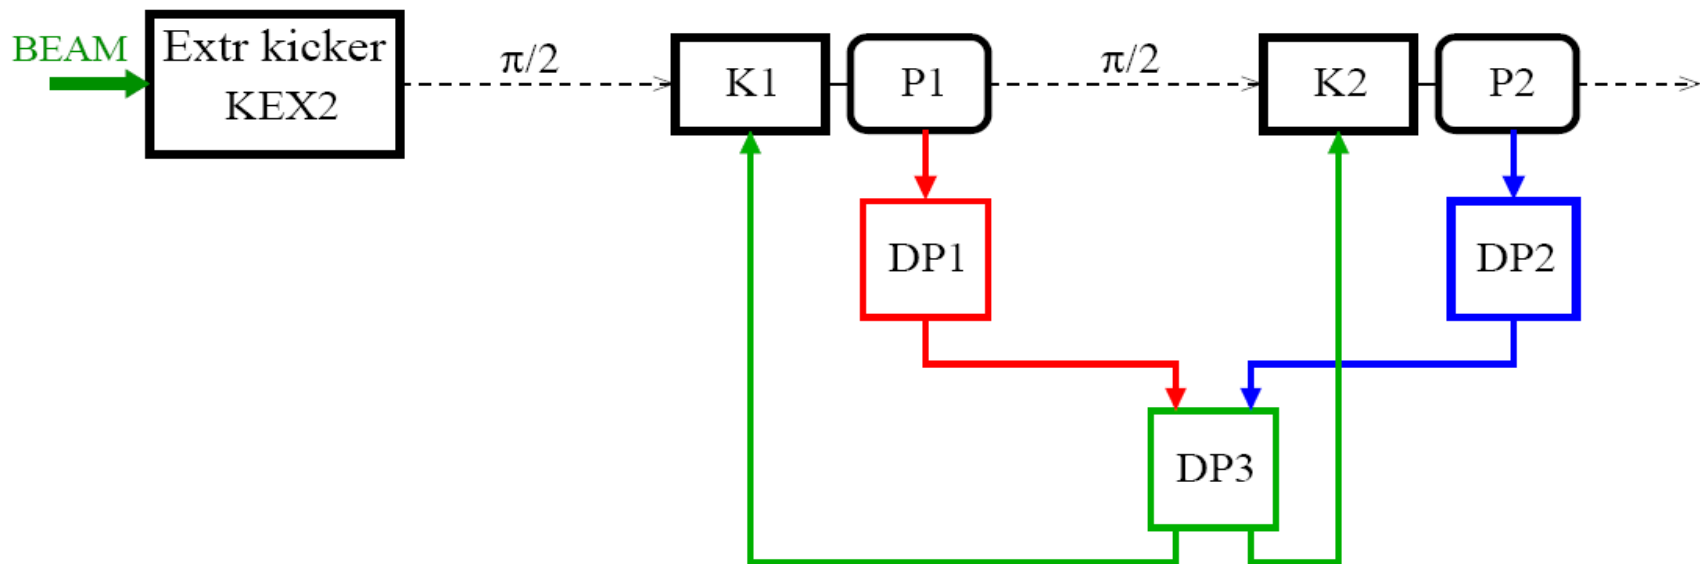 BEAM
Extr kicker
KEX2
π/2
K1
P1
π/2
K2
P2
DP1
DP2
DP3